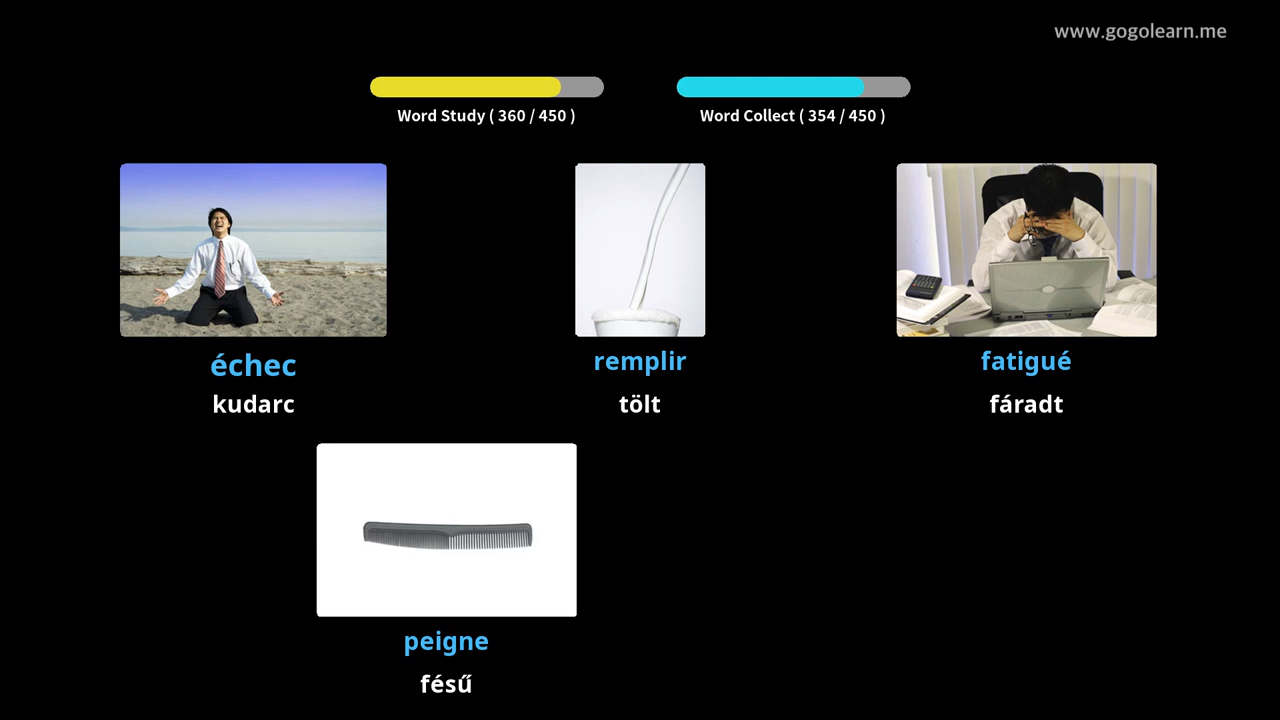 www.gogolearn.me
Word Study ( 360 / 450 )
Word Collect ( 354 / 450 )
échec
kudarc
remplir
tölt
fatigué
fáradt
peigne
fésű